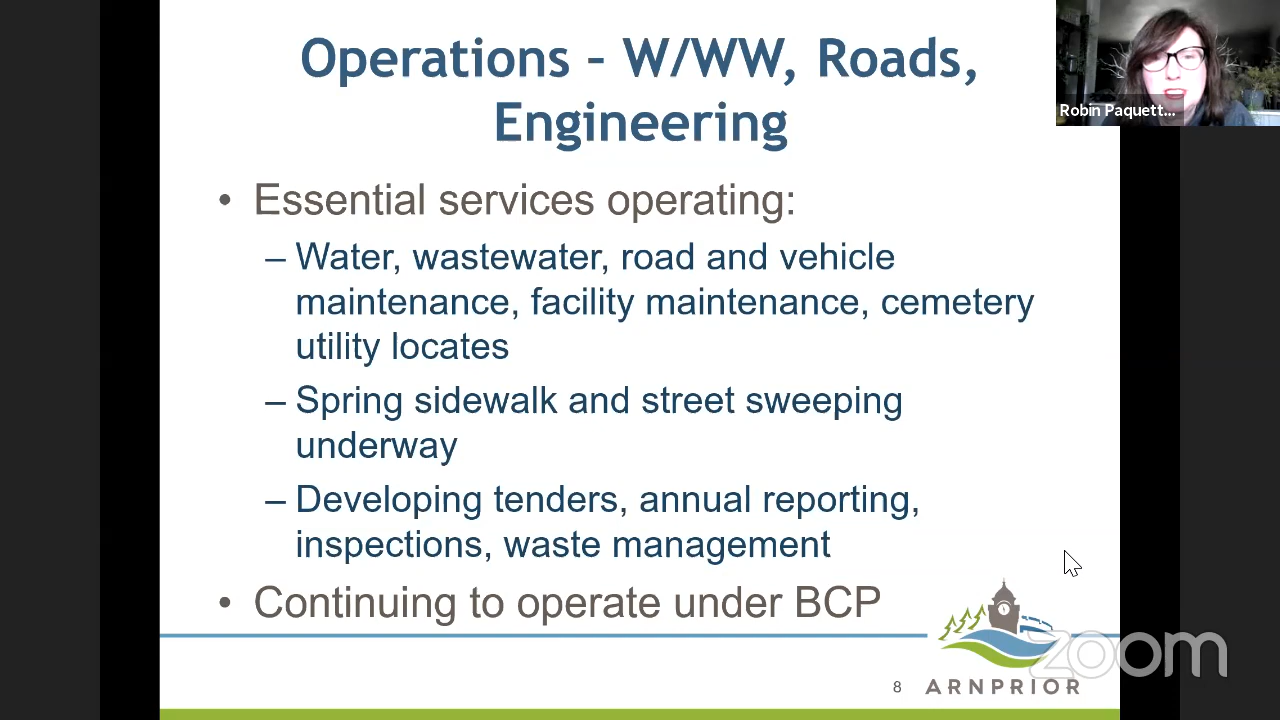 Operations – W/WW, Roads,
Engineering
Robin Paquett...
• Essential services operating:
– Water, wastewater, road and vehicle
maintenance, facility maintenance, cemetery
utility locates
– Spring sidewalk and street sweeping
underway
– Developing tenders, annual reporting,
inspections, waste management
• Continuing to operate under BCP
8
ARNPRIOR
zoom